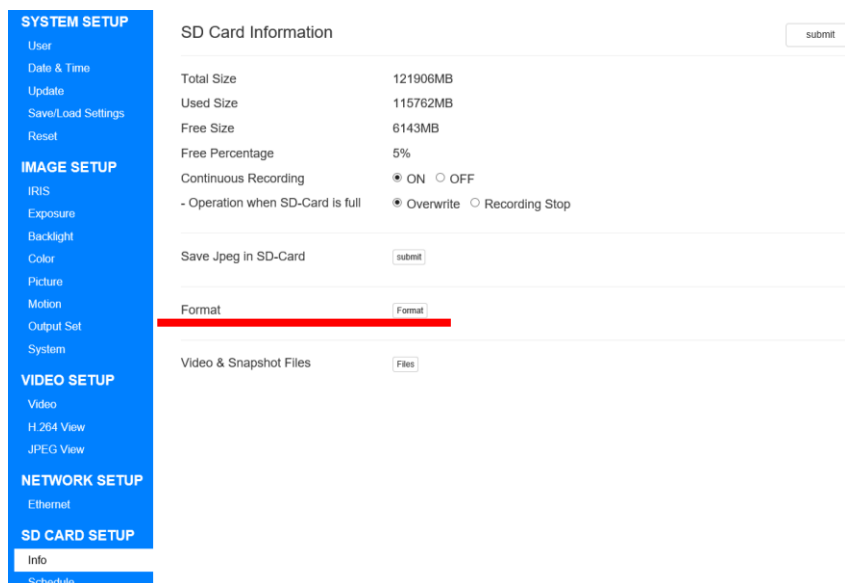 SYSTEM SETUP
User
Date & Time
Update
Save/Load Settings
Reset
IMAGE SETUP
IRIS
Exposure
Backlight
Color
Picture
Motion
Output Set
System
VIDEO SETUP
Video
H.264 View
JPEG View
NETWORK SETUP
Ethernet
SD CARD SETUP
Info
Schedule
SD Card Information submit
Total Size 121906MB
Used Size 115762MB
Free Size 6143MB
Free Percentage 5%
Continuous Recording ON OFF
- Operation when SD-Card is full Overwrite Recording Stop
Save Jpeg in SD-Card submit
Format Format
Video & Snapshot Files Files